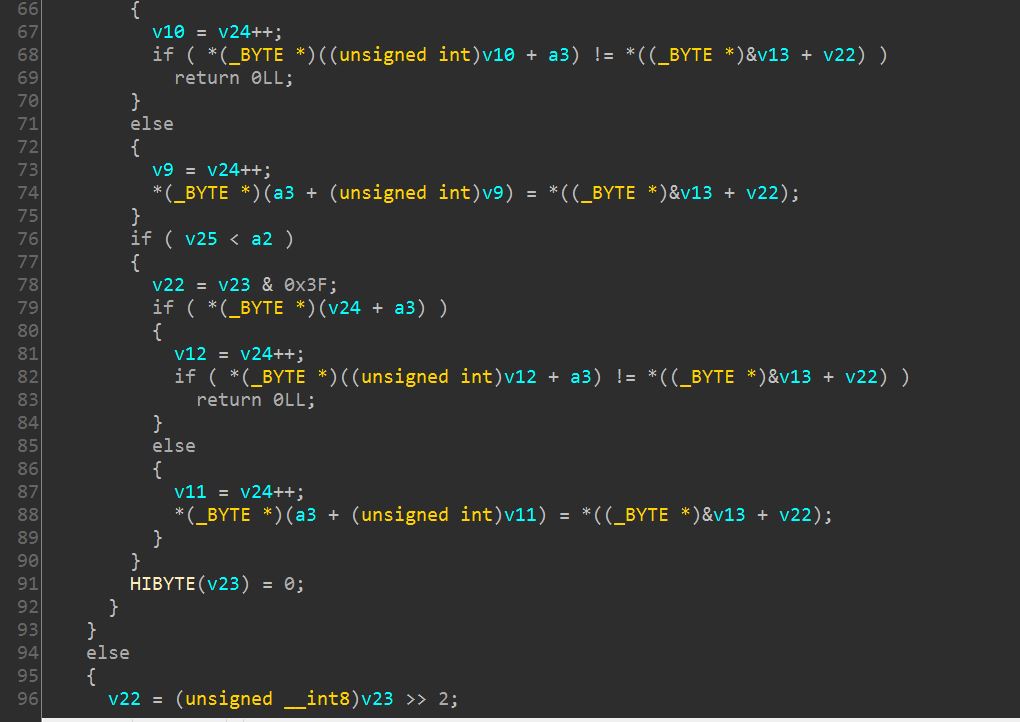 66 {
67 v10 = v24++;
68 if ( *(_BYTE *)((unsigned int)v10 + a3) != *((_BYTE *)&v13 + v22) )
69 return 0LL;
70 }
71 else
72 {
73 v9 = v24++;
74 *(_BYTE *)(a3 + (unsigned int)v9) = *((_BYTE *)&v13 + v22);
75 }
76 if ( v25 < a2 )
77 {
78 v22 = v23 & 0x3F;
79 if ( *(_BYTE *)(v24 + a3) )
80 {
81 v12 = v24++;
82 if ( *(_BYTE *)((unsigned int)v12 + a3) != *((_BYTE *)&v13 + v22) )
83 return 0LL;
84 }
85 else
86 {
87 v11 = v24++;
88 *(_BYTE *)(a3 + (unsigned int)v11) = *((_BYTE *)&v13 + v22);
89 }
90 }
91 HIBYTE(v23) = 0;
92 }
93 }
94 else
95 {
96 v22 = (unsigned __int8)v23 >> 2;